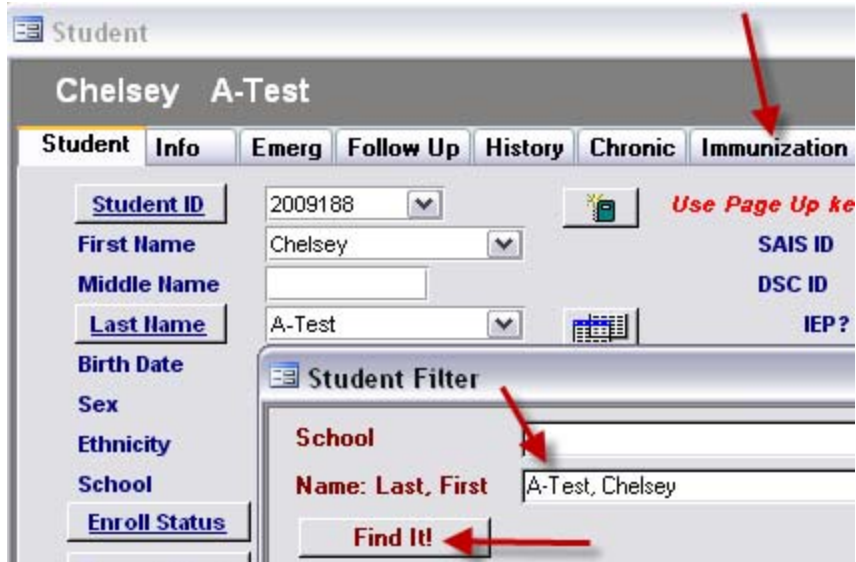 Student
Chelsey A-Test
Student Info Emerg Follow Up History Chronic Immunization
Student ID 2009188 Use Page Up ke
First Name Chelsey SAIS ID
Middle Name DSC ID
Last Name A-Test IEP?
Birth Date
Student Filter
Sex
Ethnicity
School
School
Name: Last, First A-Test, Chelsey
Enroll Status
Find It!